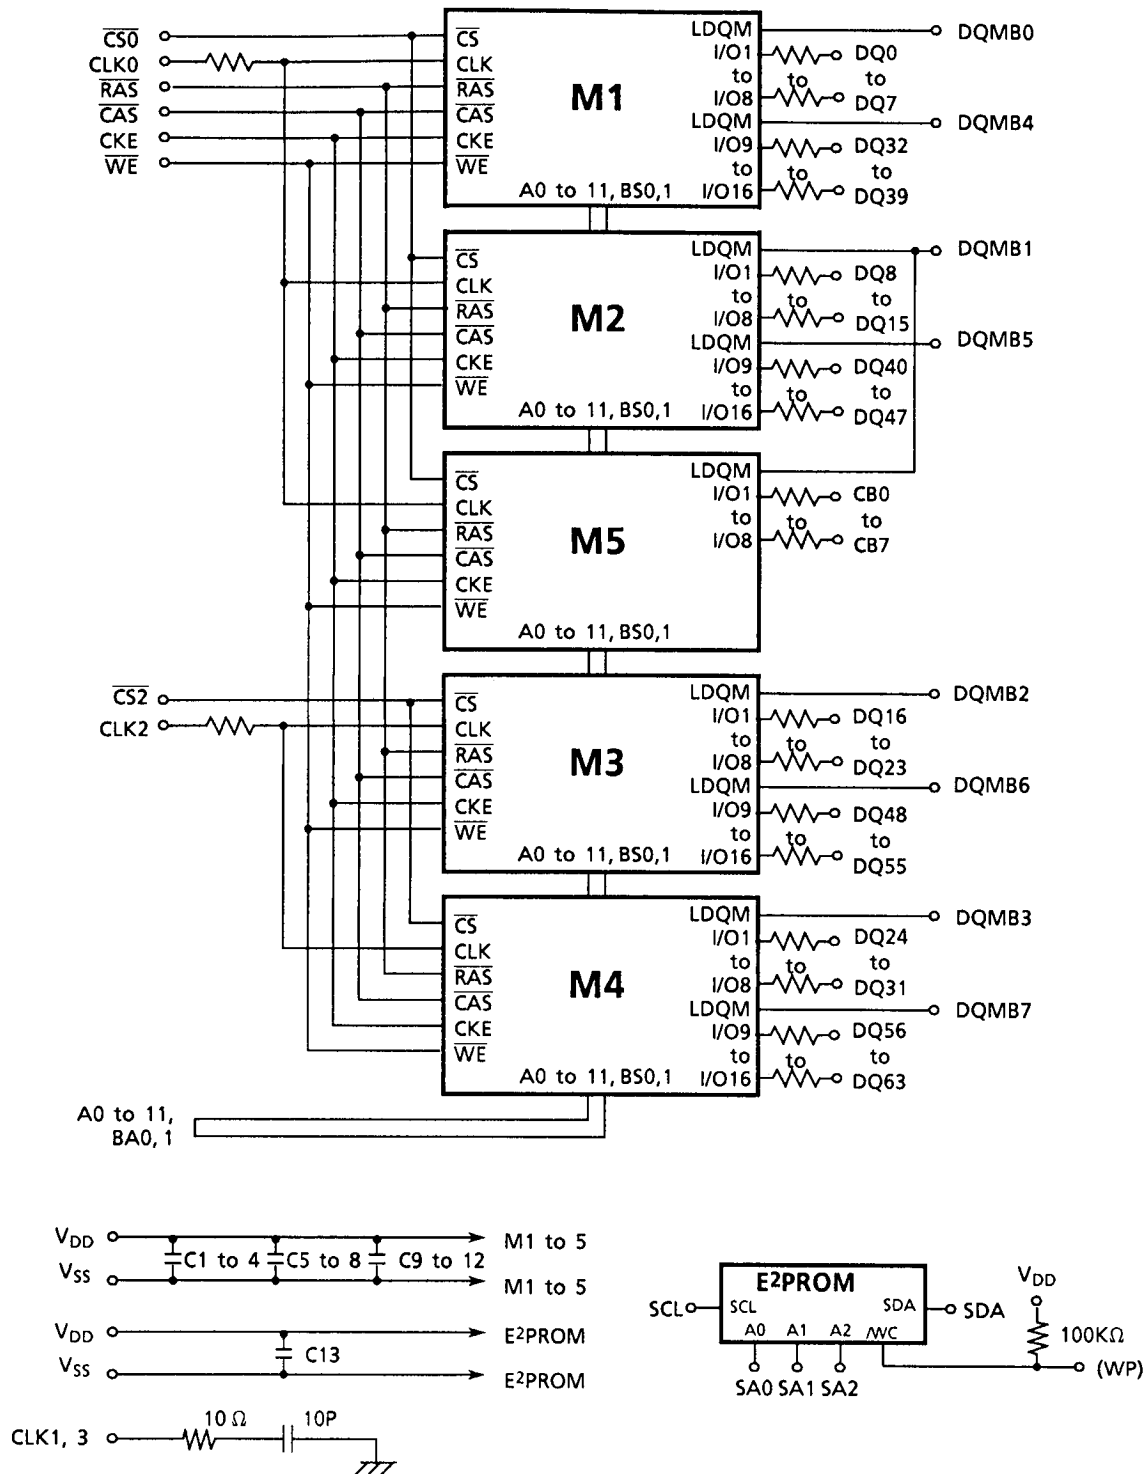 CS0
CLK0
RAS
CAS
CKE
WE
CS
CLK
RAS
CAS
CKE
WE
M1
A0 to 11, BS0,1
LDQM
I/O1
to
I/O8
LDQM
I/O9
to
I/O16
to
to
DQMB0
DQ0
to
DQ7
DQMB4
DQ32
to
DQ39
CS
CLK
RAS
CAS
CKE
WE
M2
A0 to 11, BS0,1
LDQM
I/O1
to
I/O8
LDQM
I/O9
to
I/O16
to
to
DQMB1
DQ8
to
DQ15
DQMB5
DQ40
to
DQ47
CS
CLK
RAS
CAS
CKE
WE
M5
A0 to 11, BS0,1
LDQM
I/O1
to
I/O8
to
CB0
to
CB7
CS2
CLK2
CS
CLK
RAS
CAS
CKE
WE
M3
A0 to 11, BS0,1
LDQM
I/O1
to
I/O8
LDQM
I/O9
to
I/O16
to
to
DQMB2
DQ16
to
DQ23
DQMB6
DQ48
to
DQ55
CS
CLK
RAS
CAS
CKE
WE
M4
A0 to 11, BS0,1
LDQM
I/O1
to
I/O8
LDQM
I/O9
to
I/O16
to
to
DQMB3
DQ24
to
DQ31
DQMB7
DQ56
to
DQ63
A0 to 11,
BA0, 1
VDD
C1 to 4 C5 to 8 C9 to 12
VSS
M1 to 5
M1 to 5
VDD
C13
VSS
E²PROM
E²PROM
CLK1, 3
10 Ω
10P
E²PROM
SCL
SCL
SDA
SDA
A0 A1 A2 /WC
SA0 SA1 SA2
VDD
100KΩ
(WP)